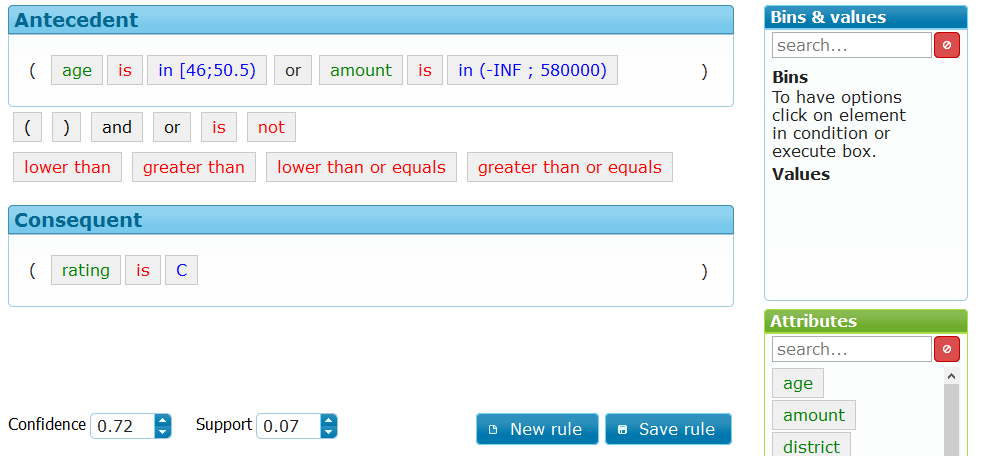 Antecedent
( age is in [46;50.5) or amount is in (-INF ; 580000) )
( ) and or is not
lower than greater than lower than or equals greater than or equals
Consequent
( rating is C )
Confidence 0.72 Support 0.07 New rule Save rule
Bins & values
search...
Bins
To have options
click on element
in condition or
execute box.
Values
Attributes
search...
age
amount
district